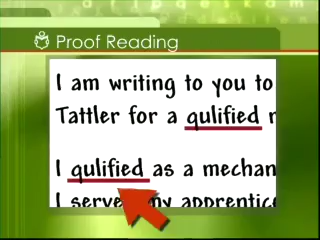 Proof Reading
I am writing to you to
Tattler for a qulified
I qulified as a mechan
I served my apprentice